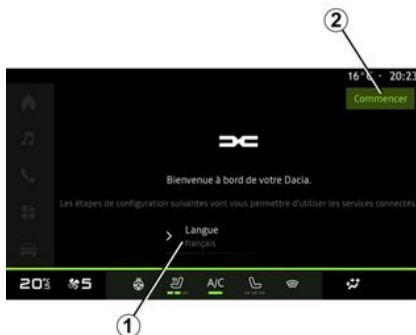 2
16°C · 20:23
Commencer
Bienvenue à bord de votre Dacia.
Les étapes de configuration suivantes vont vous permettre d'utiliser les services connectés.
Langue
français
20°5 5 A/C
1